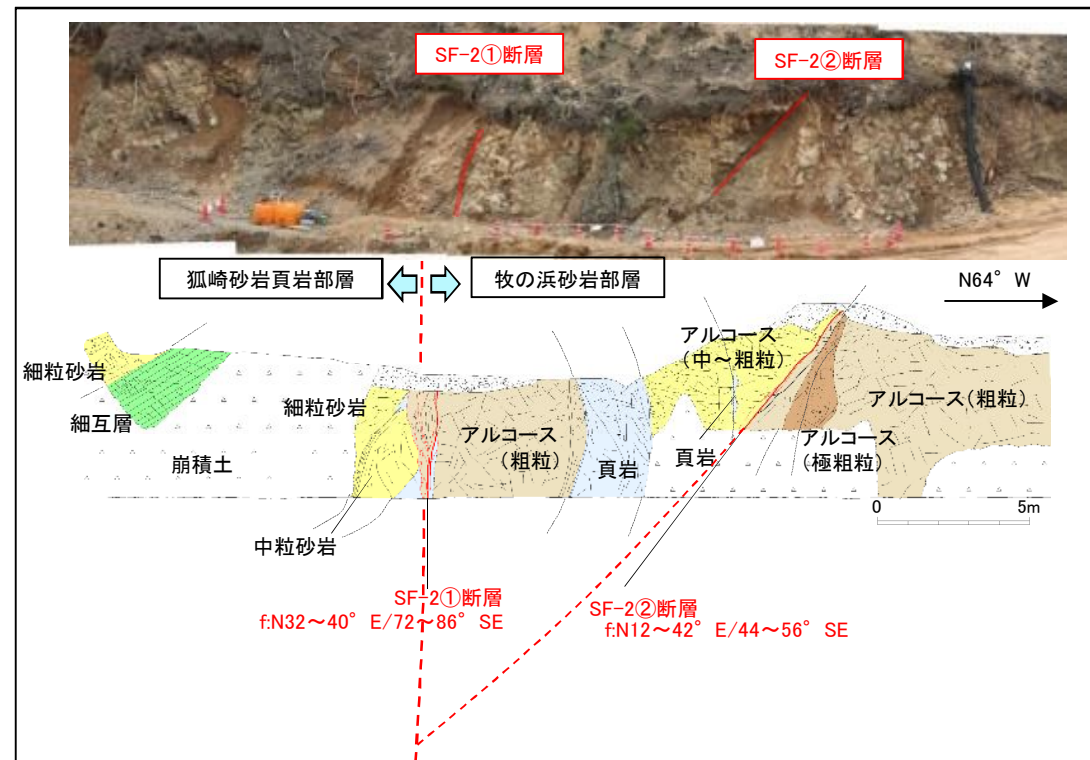 SF-2①断層
SF-2②断層
狐崎砂岩頁岩部層
牧の浜砂岩部層
N64° W
アルコース
(中~粗粒)
細粒砂岩
細互層
細粒砂岩
アルコース
(粗粒)
アルコース(粗粒)
崩積土
頁岩
頁岩
アルコース
(極粗粒)
中粒砂岩
0
5m
SF-2①断層
f:N32~40° E/72~86° SE
SF-2②断層
f:N12~42° E/44~56° SE